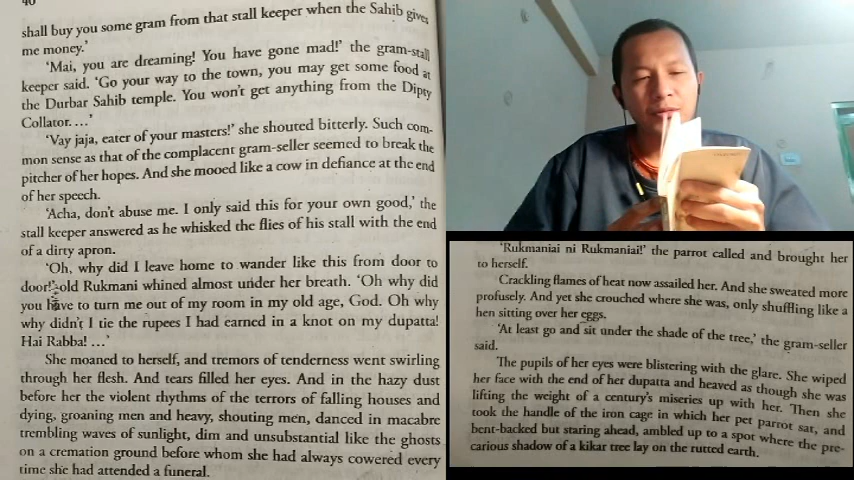 shall buy you some gram from that stall keeper when the Sahib gives
me money.'
'Mai, you are dreaming! You have gone mad!' the gram-stall
keeper said. 'Go your way to the town, you may get some food at
the Durbar Sahib temple. You won't get anything from the Dipty
Collator. ...'
'Vay jaja, eater of your masters!' she shouted bitterly. Such com-
mon sense as that of the complacent gram-seller seemed to break the
pitcher of her hopes. And she mooed like a cow in defiance at the end
of her speech.
'Acha, don't abuse me. I only said this for your own good,' the
stall keeper answered as he whisked the flies of his stall with the end
of a dirty apron.
'Oh, why did I leave home to wander like this from door to
door!' old Rukmani whined almost under her breath. 'Oh why did
you have to turn me out of my room in my old age, God. Oh why
why didn't I tie the rupees I had earned in a knot on my dupatta!
Hai Rabba! ...'
She moaned to herself, and tremors of tenderness went swirling
through her flesh. And tears filled her eyes. And in the hazy dust
before her the violent rhythms of the terrors of falling houses and
dying, groaning men and heavy, shouting men, danced in macabre
trembling waves of sunlight, dim and unsubstantial like the ghosts
on a cremation ground before whom she had always cowered every
time she had attended a funeral.
'Rukmaniai ni Rukmaniai!' the parrot called and brought her
to herself.
Crackling flames of heat now assailed her. And she sweated more
profusely. And yet she crouched where she was, only shuffling like a
hen sitting over her eggs.
'At least go and sit under the shade of the tree,' the gram-seller
said.
The pupils of her eyes were blistering with the glare. She wiped
her face with the end of her dupatta and heaved as though she was
lifting the weight of a century's miseries up with her. Then she
took the handle of the iron cage in which her pet parrot sat, and
bent-backed but staring ahead, ambled up to a spot where the pre-
carious shadow of a kikar tree lay on the rutted earth.